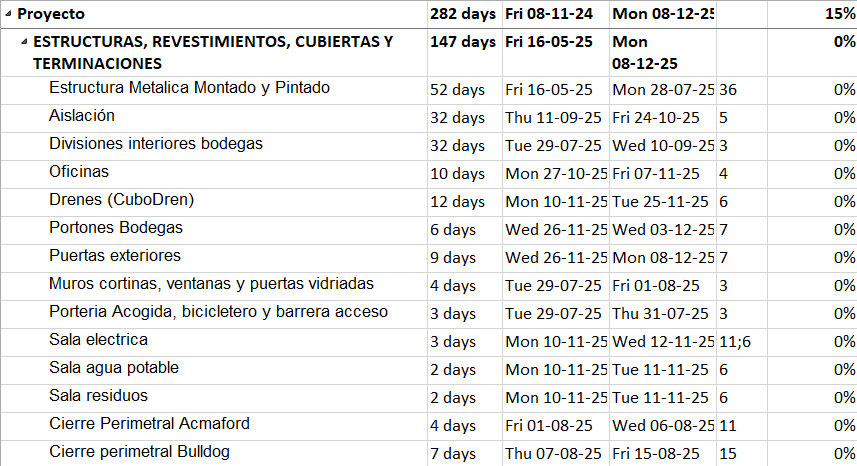 Proyecto 282 days Fri 08-11-24 Mon 08-12-25 15%
ESTRUCTURAS, REVESTIMIENTOS, CUBIERTAS Y 147 days Fri 16-05-25 Mon 0%
TERMINACIONES 08-12-25
Estructura Metalica Montado y Pintado 52 days Fri 16-05-25 Mon 28-07-25 36 0%
Aislación 32 days Thu 11-09-25 Fri 24-10-25 5 0%
Divisiones interiores bodegas 32 days Tue 29-07-25 Wed 10-09-25 3 0%
Oficinas 10 days Mon 27-10-25 Fri 07-11-25 4 0%
Drenes (CuboDren) 12 days Mon 10-11-25 Tue 25-11-25 6 0%
Portones Bodegas 6 days Wed 26-11-25 Wed 03-12-25 7 0%
Puertas exteriores 9 days Wed 26-11-25 Mon 08-12-25 7 0%
Muros cortinas, ventanas y puertas vidriadas 4 days Tue 29-07-25 Fri 01-08-25 3 0%
Porteria Acogida, bicicletero y barrera acceso 3 days Tue 29-07-25 Thu 31-07-25 3 0%
Sala electrica 3 days Mon 10-11-25 Wed 12-11-25 11;6 0%
Sala agua potable 2 days Mon 10-11-25 Tue 11-11-25 6 0%
Sala residuos 2 days Mon 10-11-25 Tue 11-11-25 6 0%
Cierre Perimetral Acmaford 4 days Fri 01-08-25 Wed 06-08-25 11 0%
Cierre perimetral Bulldog 7 days Thu 07-08-25 Fri 15-08-25 15 0%